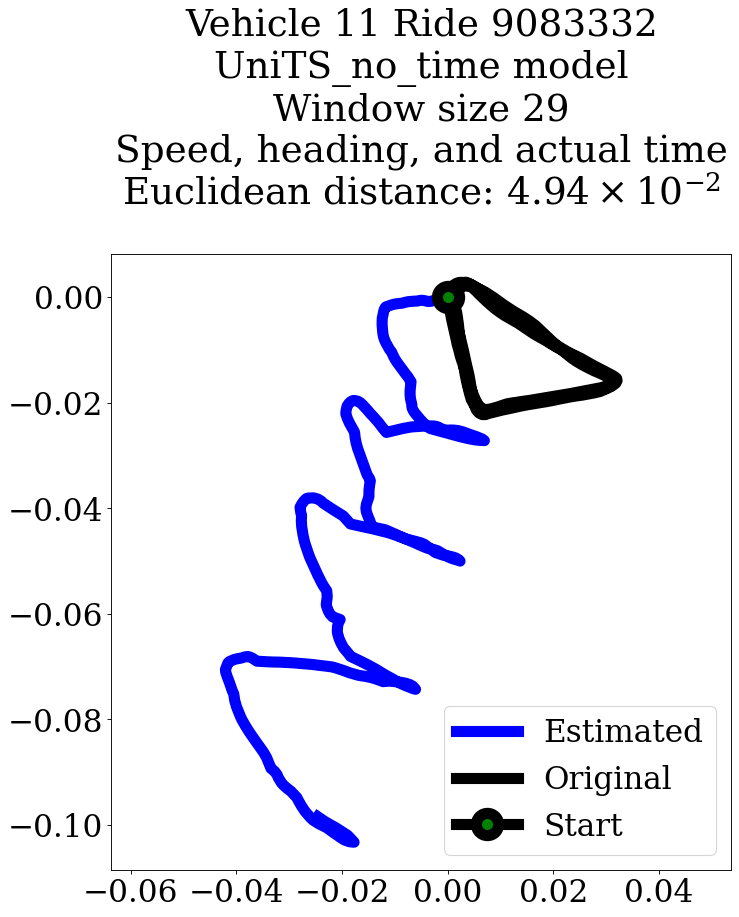 Vehicle 11 Ride 9083332
UniTS_no_time model
Window size 29
Speed, heading, and actual time
Euclidean distance: 4.94 × 10⁻²
0.00
−0.02
−0.04
−0.06
−0.08
−0.10
Estimated
Original
Start
−0.06 −0.04 −0.02 0.00 0.02 0.04